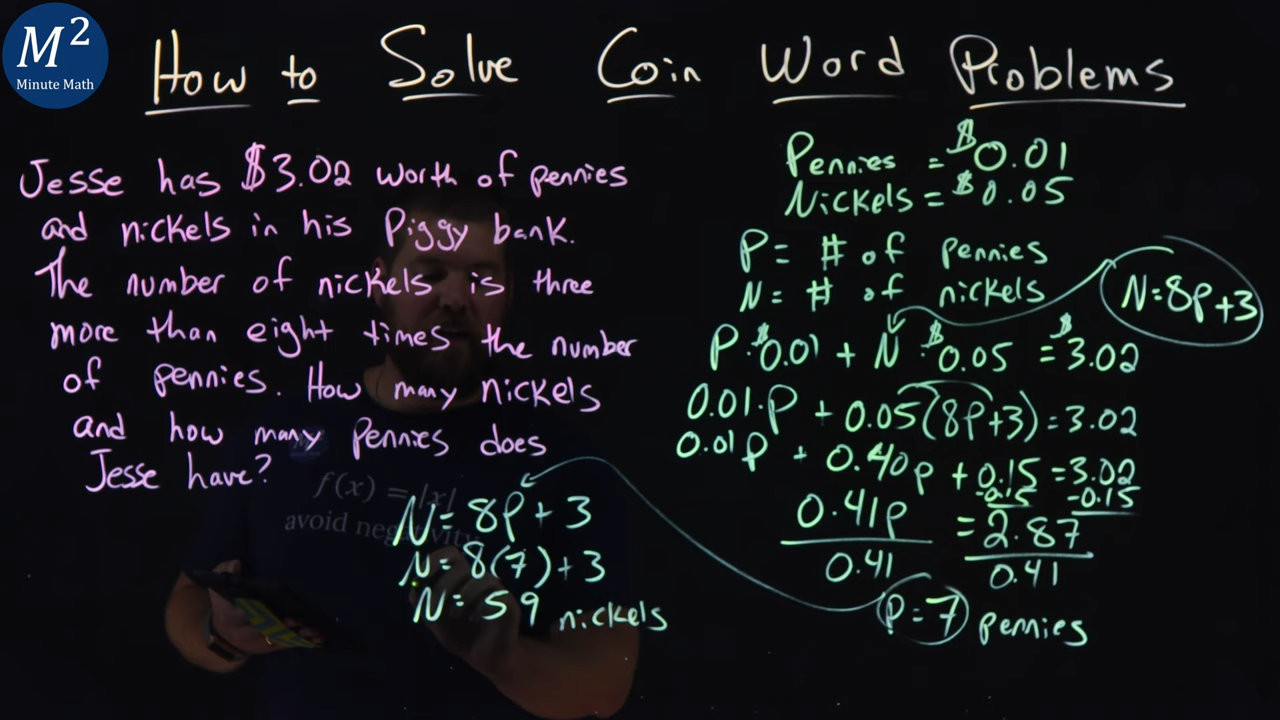 M²
Minute Math
How to Solve Coin Word Problems
Jesse has $3.02 worth of pennies
and nickels in his Piggy bank.
The number of nickels is three
more than eight times the number
of pennies. How many nickels
and how many pennies does
Jesse have?
f(x) = |x|
avoid negativity
N = 8P + 3
N = 8(7) + 3
N = 59 nickels
Pennies = $0.01
Nickels = $0.05
P = # of pennies
N = # of nickels
N = 8P + 3
P · $0.01 + N · $0.05 = $3.02
0.01 · P + 0.05(8P+3) = 3.02
0.01P + 0.40P + 0.15 = 3.02
-0.15 -0.15
0.41P = 2.87
0.41 0.41
P = 7 pennies